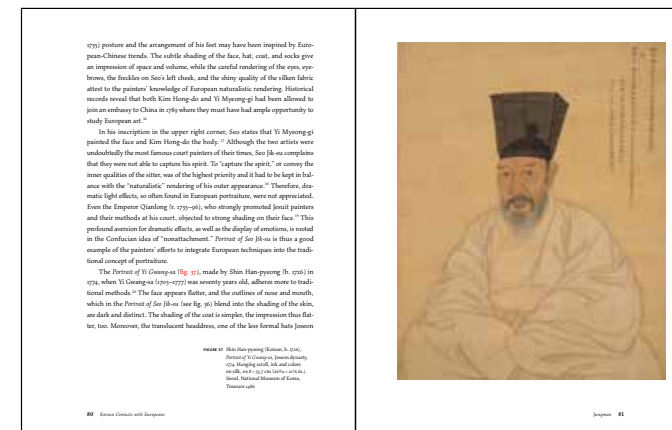 1735) posture and the arrangement of his feet may have been inspired by Euro-
pean-Chinese trends. The subtle shading of the face, hat, coat, and socks give
an impression of space and volume, while the careful rendering of the eyes, eye-
brows, the freckles on Seo's left cheek, and the shiny quality of the silken fabric
attest to the painters' knowledge of European naturalistic rendering. Historical
records reveal that both Kim Hong-do and Yi Myeong-gi had been allowed to
join an embassy to China in 1789 where they must have had ample opportunity to
study European art.
In his inscription in the upper right corner, Seo states that Yi Myeong-gi
painted the face and Kim Hong-do the body. Although the two artists were
undoubtedly the most famous court painters of their times, Seo Jik-su complains
that they were not able to capture his spirit. To “capture the spirit,” or convey the
inner qualities of the sitter, was of the highest priority and it had to be kept in bal-
ance with the “naturalistic” rendering of his outer appearance. Therefore, dra-
matic light effects, so often found in European portraiture, were not appreciated.
Even the Emperor Qianlong (r. 1735–96), who strongly promoted Jesuit painters
and their methods at court, objected to strong shading on their face. This
profound aversion for dramatic effects, as well as the display of emotions, is rooted
in the Confucian idea of “nonattachment.” Portrait of Seo Jik-su is thus a good
example of the painters' efforts to integrate European techniques into the tradi-
tional concept of portraiture.
The Portrait of Yi Gwang-sa (fig. 37), made by Shin Han-pyeong (b. 1726) in
1774, when Yi Gwang-sa (1705–1777) was seventy years old, adheres more to tradi-
tional methods. The face appears flatter, and the outlines of nose and mouth,
which in the Portrait of Seo Jik-su (see fig. 36) blend into the shading of the skin,
are dark and distinct. The shading of the coat is simpler, the impression thus flat-
ter, too. Moreover, the translucent headdress, one of the less formal hats Joseon
FIGURE 37 Shin Han-pyeong (Korean, b. 1726),
Portrait of Yi Gwang-sa, Joseon dynasty,
1774. Hanging scroll, ink and colors
on silk,
Seoul, National Museum of Korea,
Treasure 1486
80 Korean Contacts with Europeans
Jungmann 81